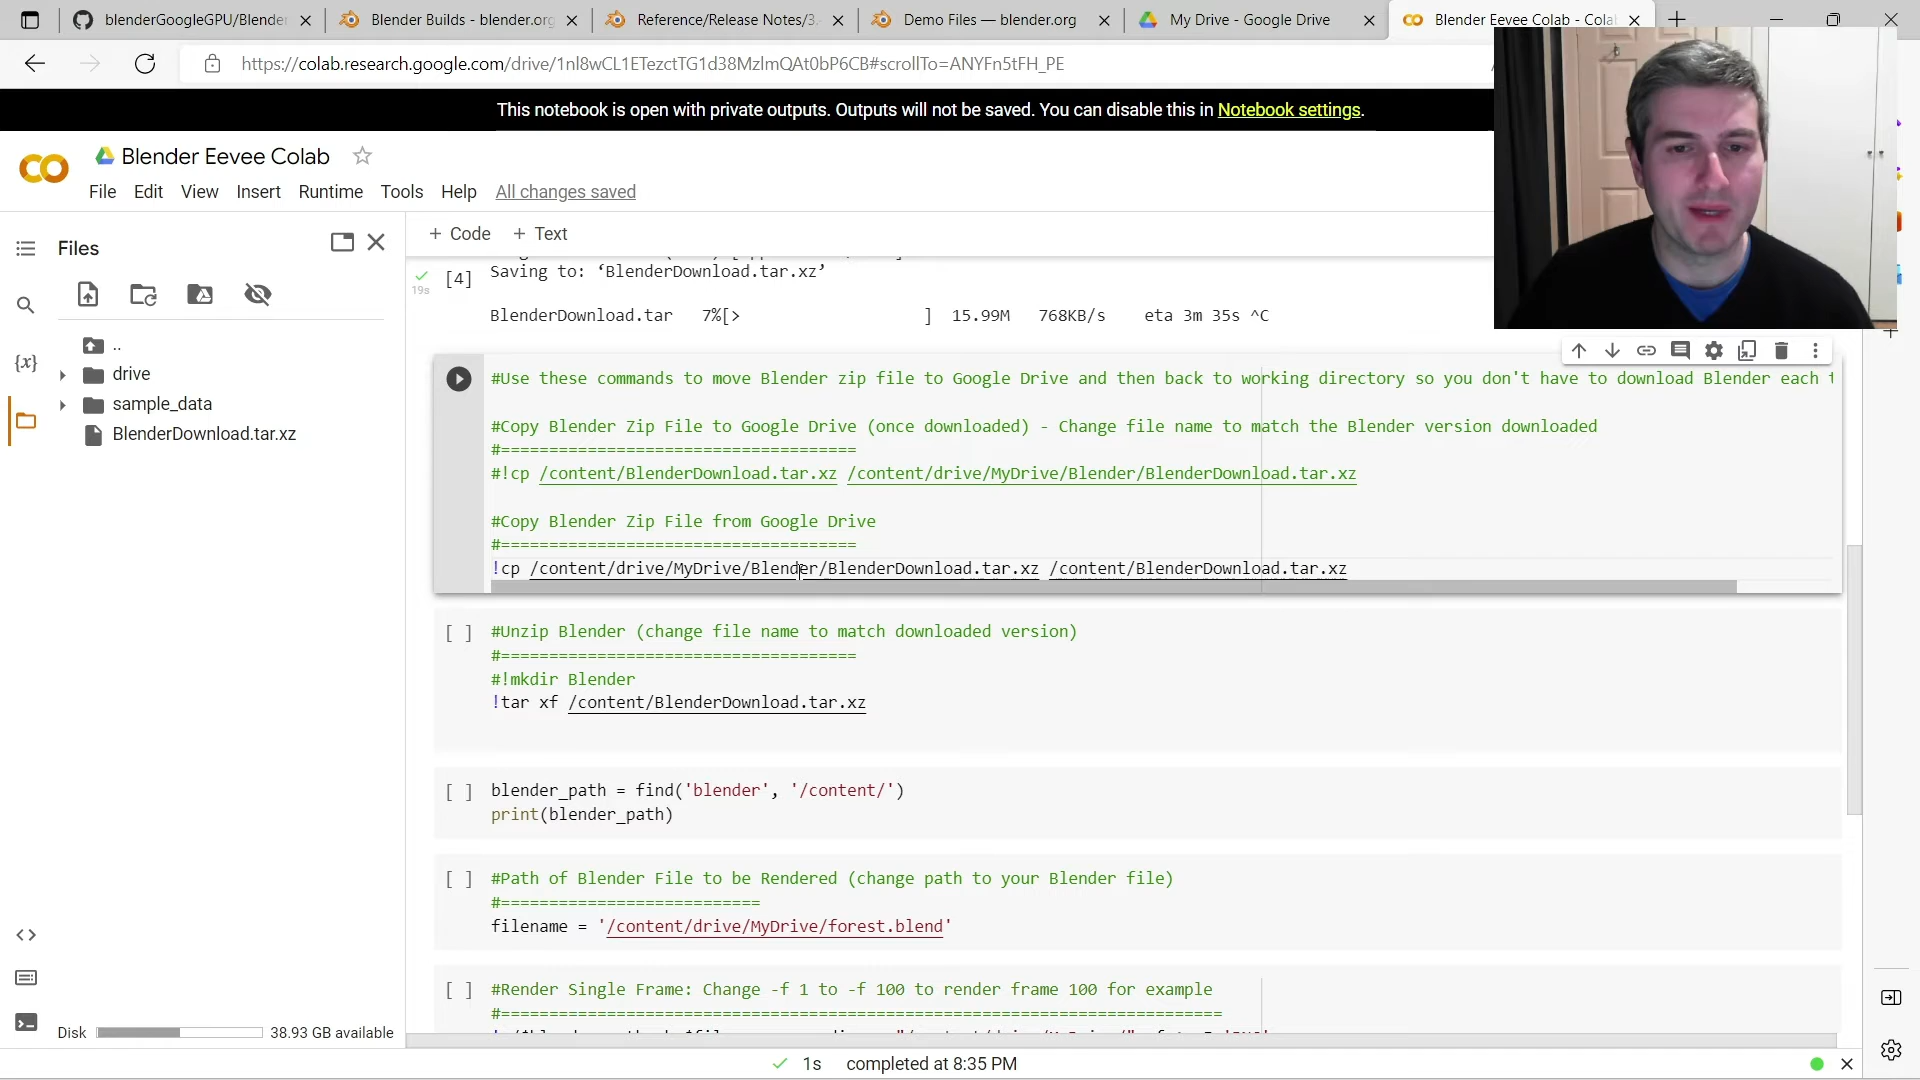 blenderGoogleGPU/Blender
Blender Builds - blender.org
Reference/Release Notes/3.
Demo Files — blender.org
My Drive - Google Drive
Blender Eevee Colab - Cola
https://colab.research.google.com/drive/1nl8wCL1ETezctTG1d38MzlmQAt0bP6CB#scrollTo=ANYFn5tFH_PE
This notebook is open with private outputs. Outputs will not be saved. You can disable this in Notebook settings.
Blender Eevee Colab
File Edit View Insert Runtime Tools Help All changes saved
Files
+ Code + Text
..
drive
sample_data
BlenderDownload.tar.xz
{x}
[4]
19s
Saving to: ‘BlenderDownload.tar.xz’
BlenderDownload.tar 7%[> ] 15.99M 768KB/s eta 3m 35s ^C
#Use these commands to move Blender zip file to Google Drive and then back to working directory so you don't have to download Blender each t
#Copy Blender Zip File to Google Drive (once downloaded) - Change file name to match the Blender version downloaded
#=====================================
#!cp /content/BlenderDownload.tar.xz /content/drive/MyDrive/Blender/BlenderDownload.tar.xz
#Copy Blender Zip File from Google Drive
#=====================================
!cp /content/drive/MyDrive/Blender/BlenderDownload.tar.xz /content/BlenderDownload.tar.xz
[ ] #Unzip Blender (change file name to match downloaded version)
#=====================================
#!mkdir Blender
!tar xf /content/BlenderDownload.tar.xz
[ ] blender_path = find('blender', '/content/')
print(blender_path)
[ ] #Path of Blender File to be Rendered (change path to your Blender file)
#===========================
filename = '/content/drive/MyDrive/forest.blend'
[ ] #Render Single Frame: Change -f 1 to -f 100 to render frame 100 for example
#===========================================================================
Disk 38.93 GB available
1s completed at 8:35 PM